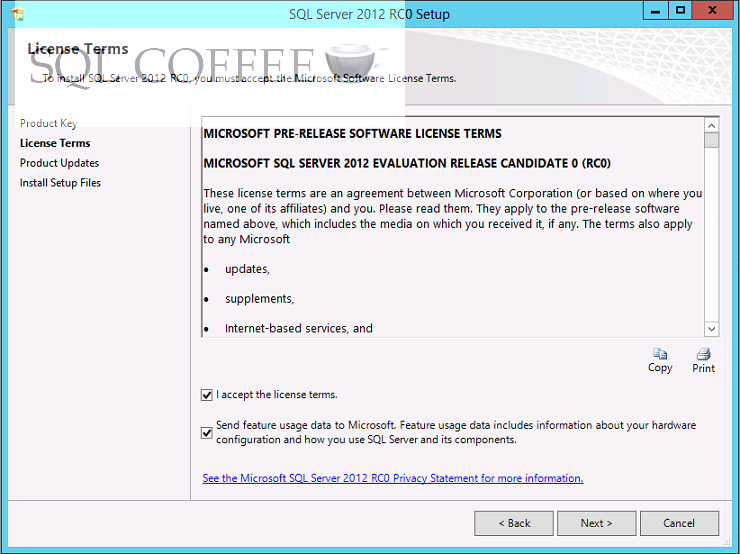 SQL Server 2012 RC0 Setup
License Terms
SQL COFFEE
To install SQL Server 2012 RC0, you must accept the Microsoft Software License Terms.
Product Key
License Terms
Product Updates
Install Setup Files
MICROSOFT PRE-RELEASE SOFTWARE LICENSE TERMS
MICROSOFT SQL SERVER 2012 EVALUATION RELEASE CANDIDATE 0 (RC0)
These license terms are an agreement between Microsoft Corporation (or based on where you
live, one of its affiliates) and you. Please read them. They apply to the pre-release software
named above, which includes the media on which you received it, if any. The terms also apply
to any Microsoft
• updates,
• supplements,
• Internet-based services, and
Copy
Print
I accept the license terms.
Send feature usage data to Microsoft. Feature usage data includes information about your hardware
configuration and how you use SQL Server and its components.
See the Microsoft SQL Server 2012 RC0 Privacy Statement for more information.
< Back
Next >
Cancel